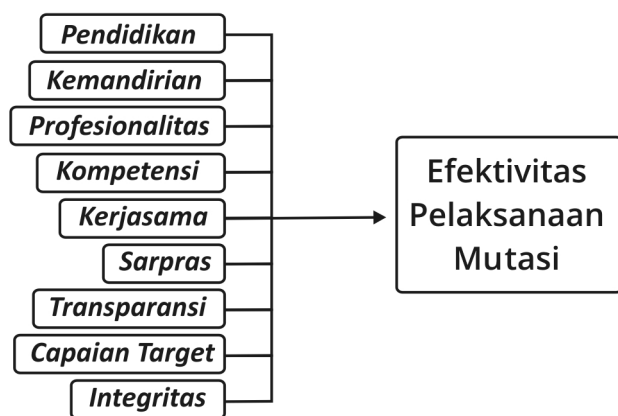 Pendidikan
Kemandirian
Profesionalitas
Kompetensi
Kerjasama
Sarpras
Transparansi
Capaian Target
Integritas
Efektivitas
Pelaksanaan
Mutasi